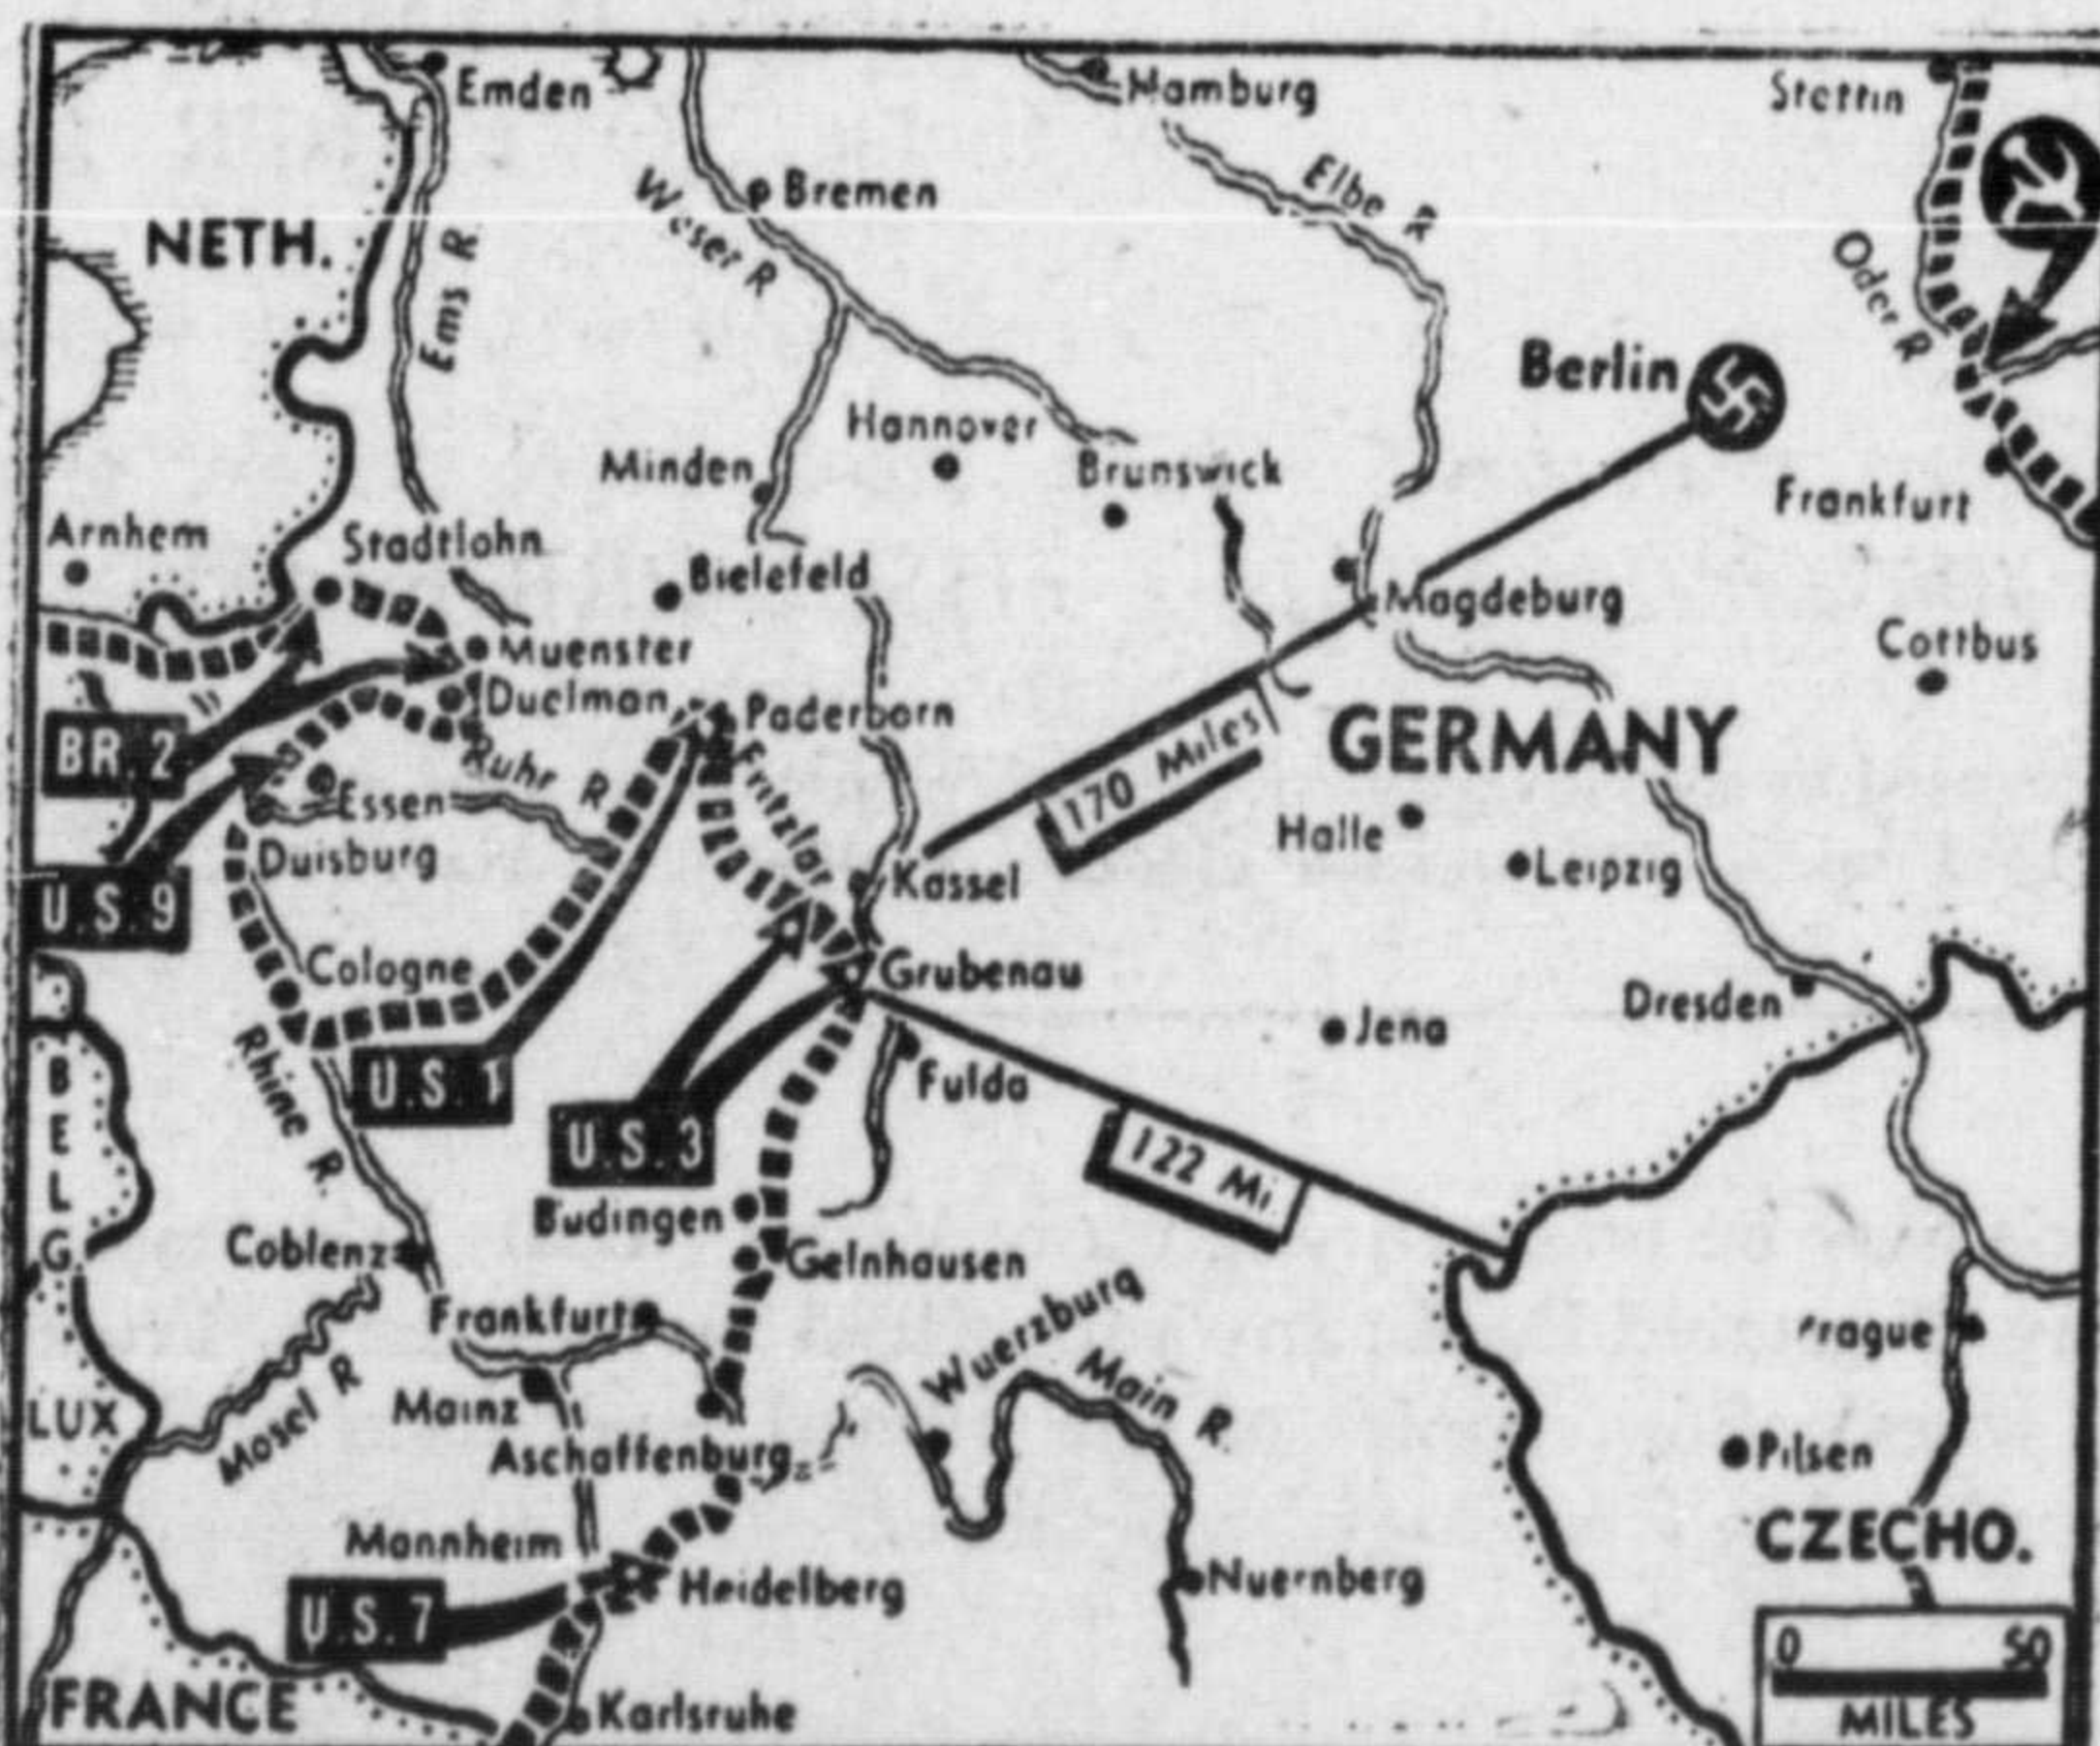 Emden
Hamburg
Stettin
Bremen
Elbe R
NETH.
Weser R
Ems R.
Oder R
Berlin
Hannover
Minden
Brunswick
Frankfurt
Arnhem
Stadtlohn
Bielefeld
Magdeburg
Cottbus
Muenster
Duelman
Paderborn
BR. 2
170 Miles
GERMANY
Ruhr R.
Fritzlar
Essen
Halle
Duisburg
Leipzig
Kassel
U.S. 9
Cologne
Grubenau
Dresden
Jena
Rhine R.
U.S. 1
Fulda
BELG
U.S. 3
122 Mi
Budingen
Coblenz
Gelnhausen
Frankfurt
Wuerzburg
Prague
Main R.
Mainz
LUX
Mosel R
Aschaffenburg
Pilsen
Mannheim
CZECHO.
Heidelberg
Nuernberg
U.S. 7
0 50
FRANCE
Karlsruhe
MILES